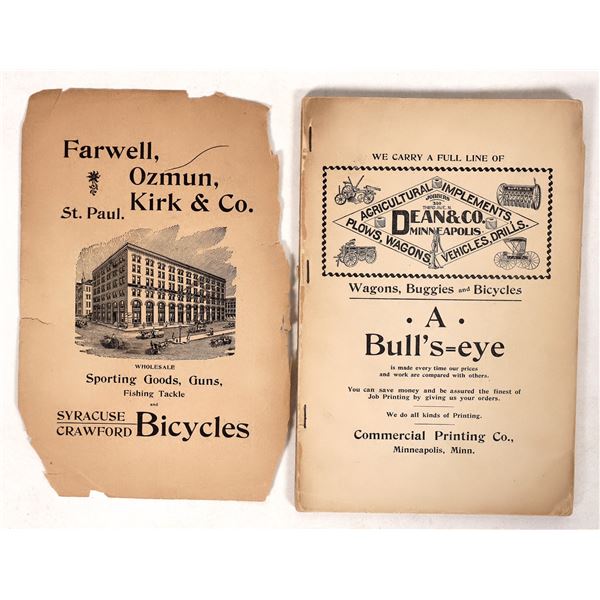 Farwell,
Ozmun,
Kirk & Co.
St. Paul.
WHOLESALE
Sporting Goods, Guns,
Fishing Tackle
and
SYRACUSE
CRAWFORD Bicycles
WE CARRY A FULL LINE OF
AGRICULTURAL IMPLEMENTS,
JOBBERS
THIRD AVE. N.
DEAN & CO.
MINNEAPOLIS
PLOWS, WAGONS, VEHICLES, DRILLS.
SUPERIOR
Wagons, Buggies and Bicycles
· A ·
Bull's=eye
is made every time our prices
and work are compared with others.
You can save money and be assured the finest of
Job Printing by giving us your orders.
We do all kinds of Printing.
Commercial Printing Co.,
Minneapolis, Minn.